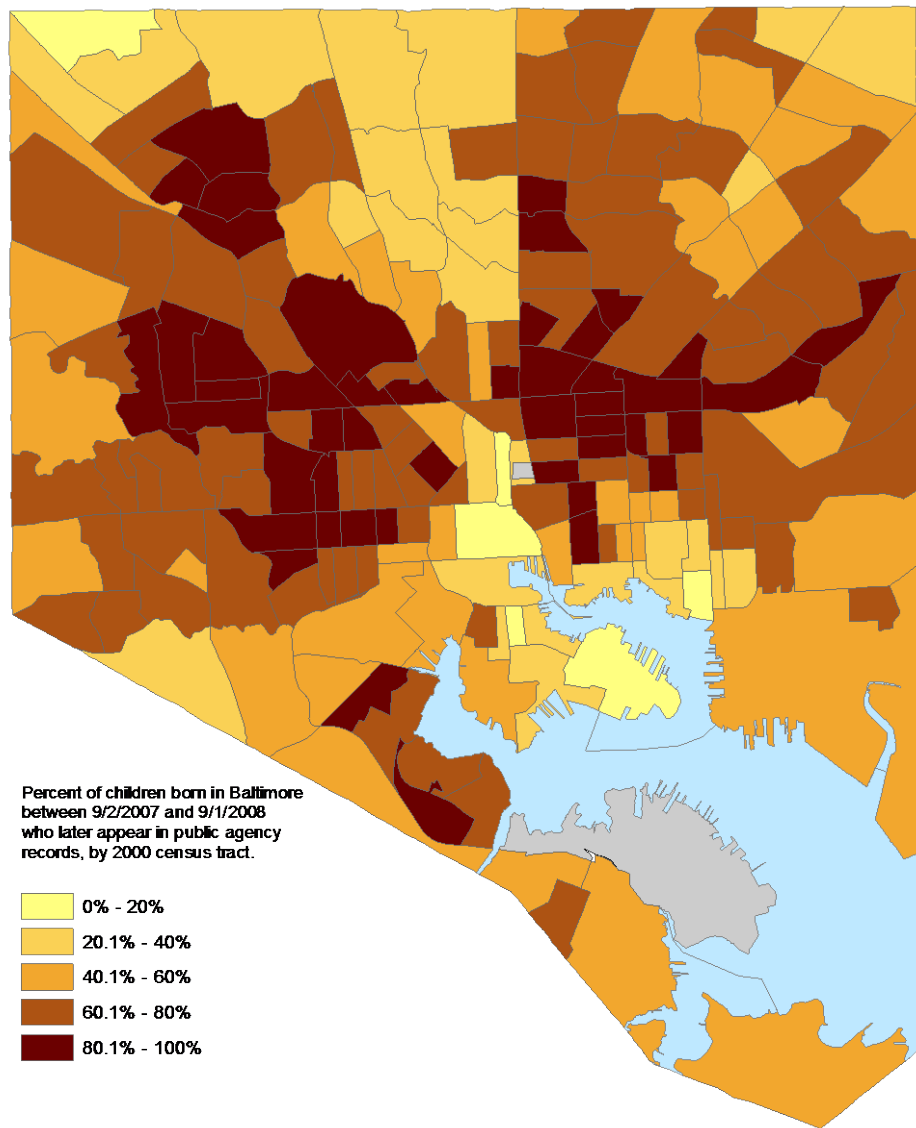 Percent of children born in Baltimore
between 9/2/2007 and 9/1/2008
who later appear in public agency
records, by 2000 census tract.
0% - 20%
20.1% - 40%
40.1% - 60%
60.1% - 80%
80.1% - 100%